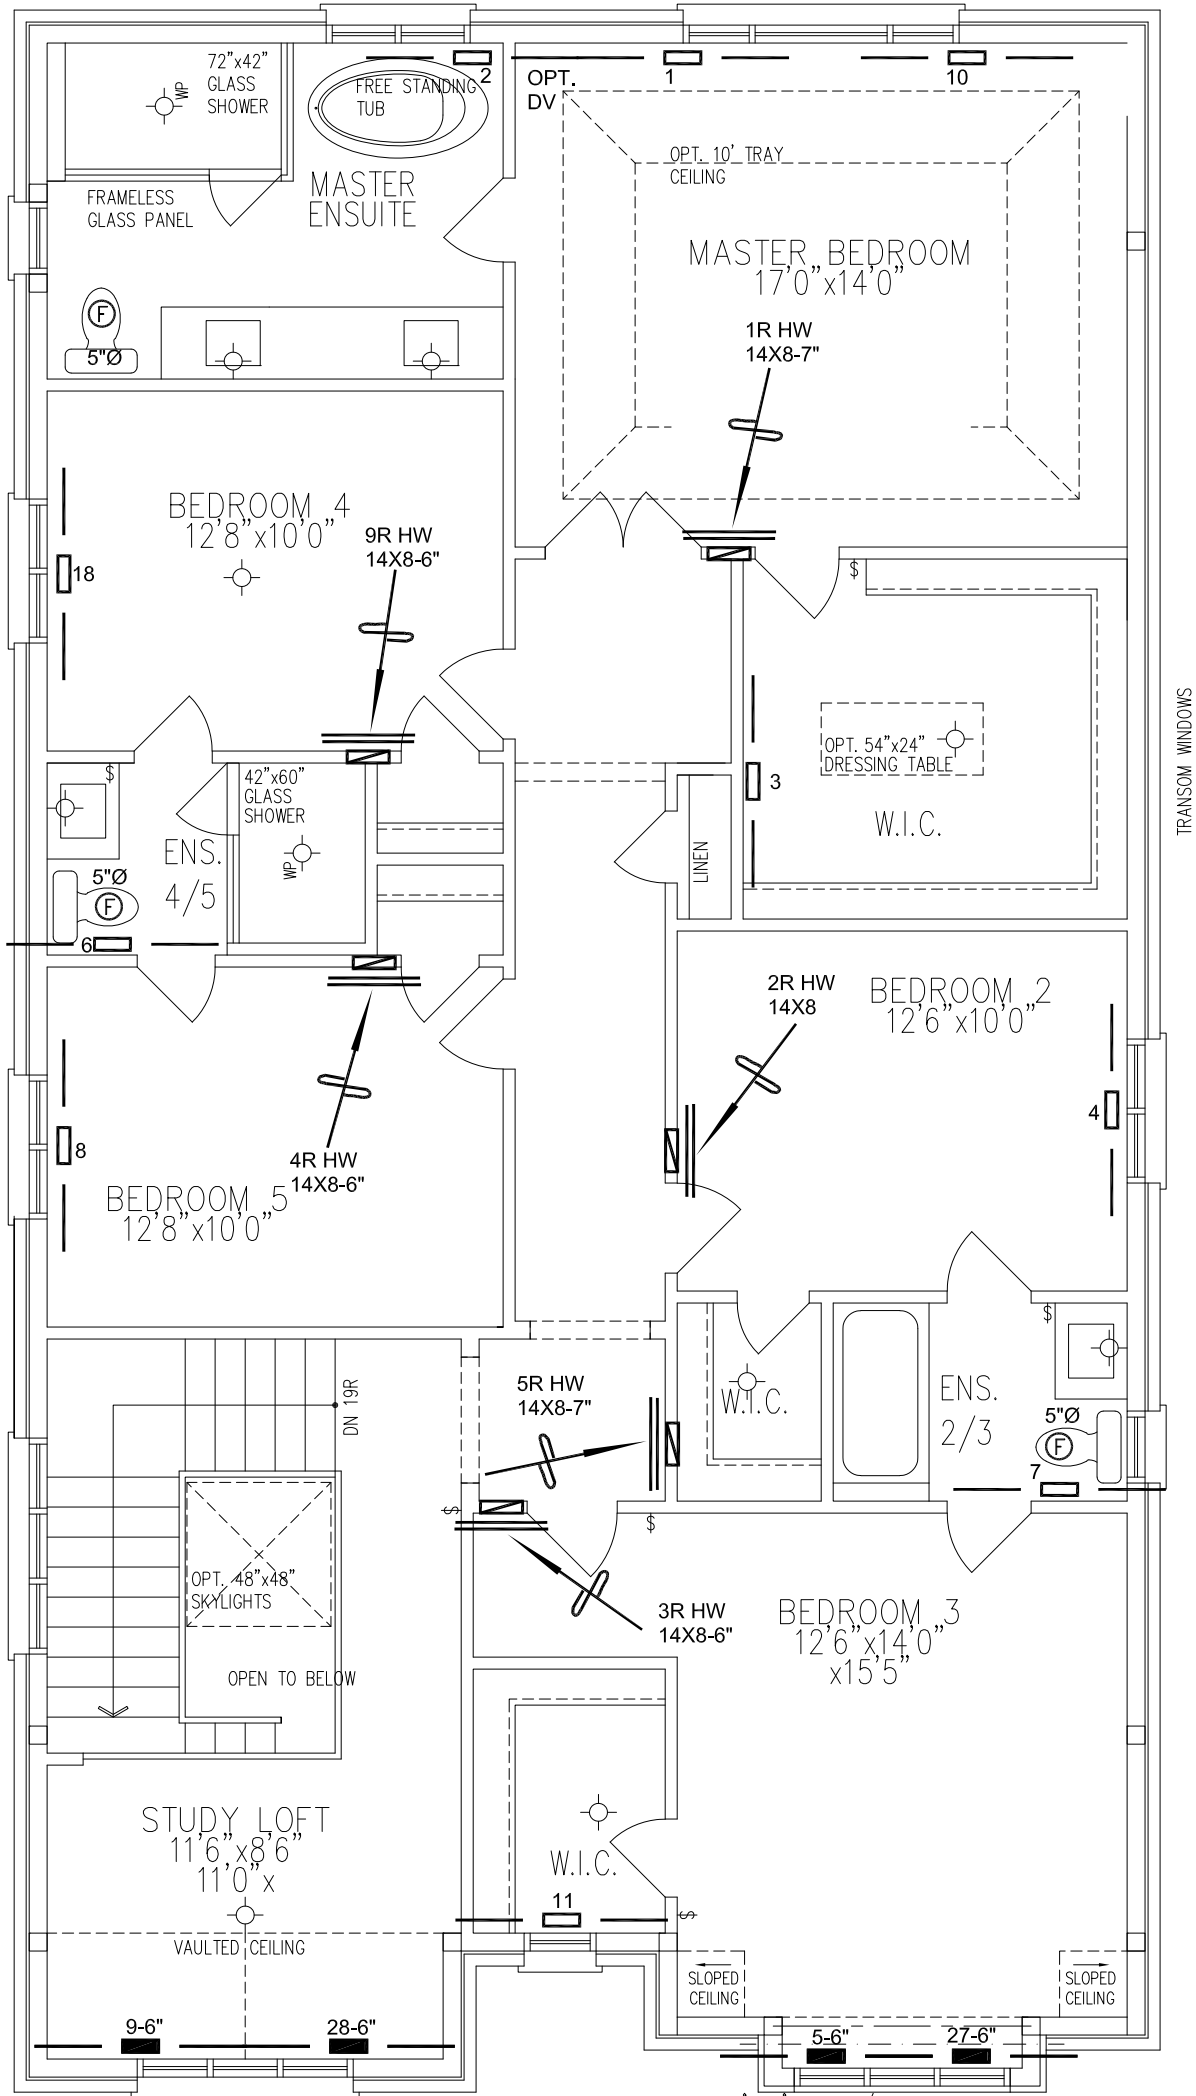 72"x42"
GLASS
SHOWER
WP
FREE STANDING
TUB
2
OPT.
DV
1
10
OPT. 10' TRAY
CEILING
FRAMELESS
GLASS PANEL
MASTER
ENSUITE
MASTER BEDROOM
17'0"x14'0"
F
5"Ø
1R HW
14X8-7"
BEDROOM 4
12'8"x10'0"
18
9R HW
14X8-6"
$
TRANSOM WINDOWS
OPT. 54"x24"
DRESSING TABLE
3
W.I.C.
$
42"x60"
GLASS
SHOWER
WP
ENS.
4/5
5"Ø
F
6
LINEN
2R HW
14X8
BEDROOM 2
12'6"x10'0"
4
8
4R HW
14X8-6"
BEDROOM 5
12'8"x10'0"
DN 19R
5R HW
14X8-7"
W.I.C.
$
ENS.
2/3
5"Ø
F
7
$
$
OPT. 48"x48"
SKYLIGHTS
OPEN TO BELOW
3R HW
14X8-6"
BEDROOM 3
12'6"x14'0"
x15'5"
STUDY LOFT
11'6"x8'6"
11'0"x
W.I.C.
11
$
VAULTED CEILING
SLOPED
CEILING
SLOPED
CEILING
9-6"
28-6"
5-6"
27-6"